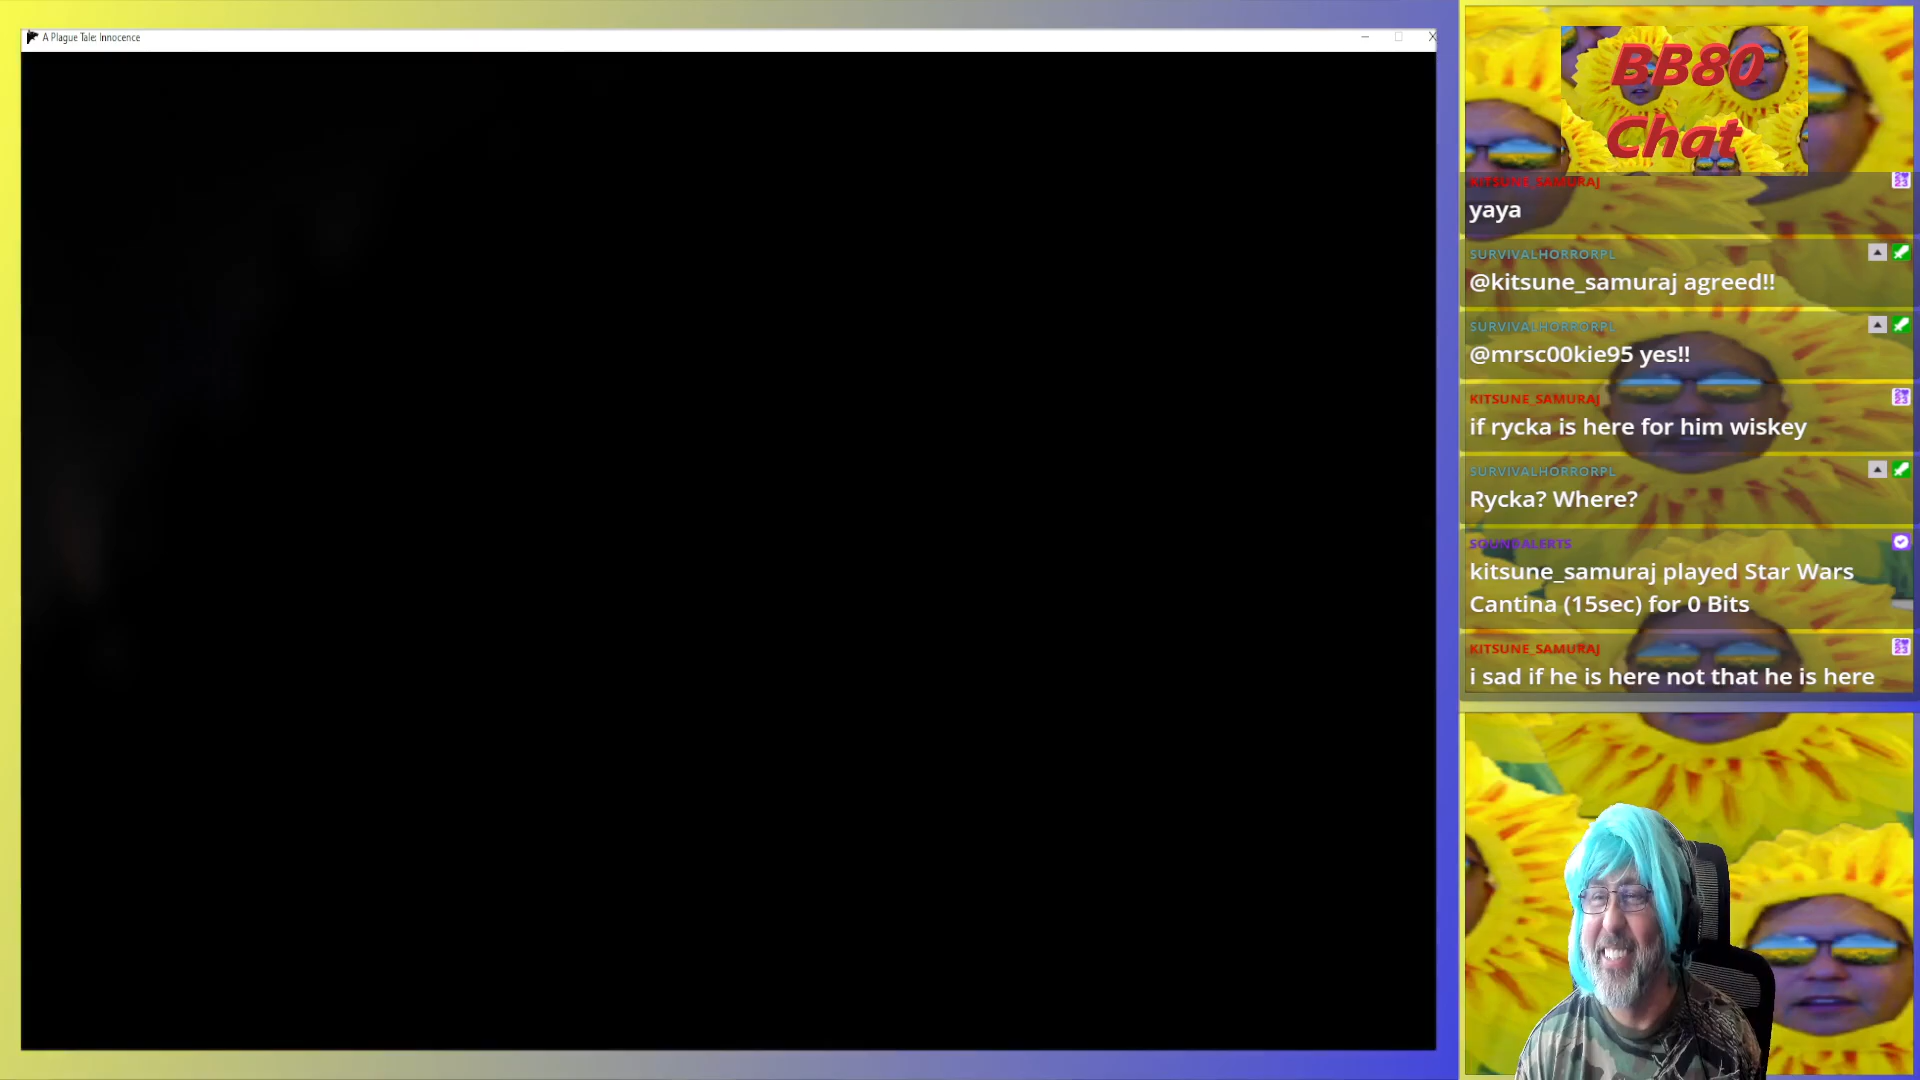 A Plague Tale: Innocence
BB80
Chat
KITSUNE_SAMURAJ
yaya
SURVIVALHORRORPL
@kitsune_samuraj agreed!!
SURVIVALHORRORPL
@mrsc00kie95 yes!!
KITSUNE_SAMURAJ
if rycka is here for him wiskey
SURVIVALHORRORPL
Rycka? Where?
SOUNDALERTS
kitsune_samuraj played Star Wars
Cantina (15sec) for 0 Bits
KITSUNE_SAMURAJ
i sad if he is here not that he is here